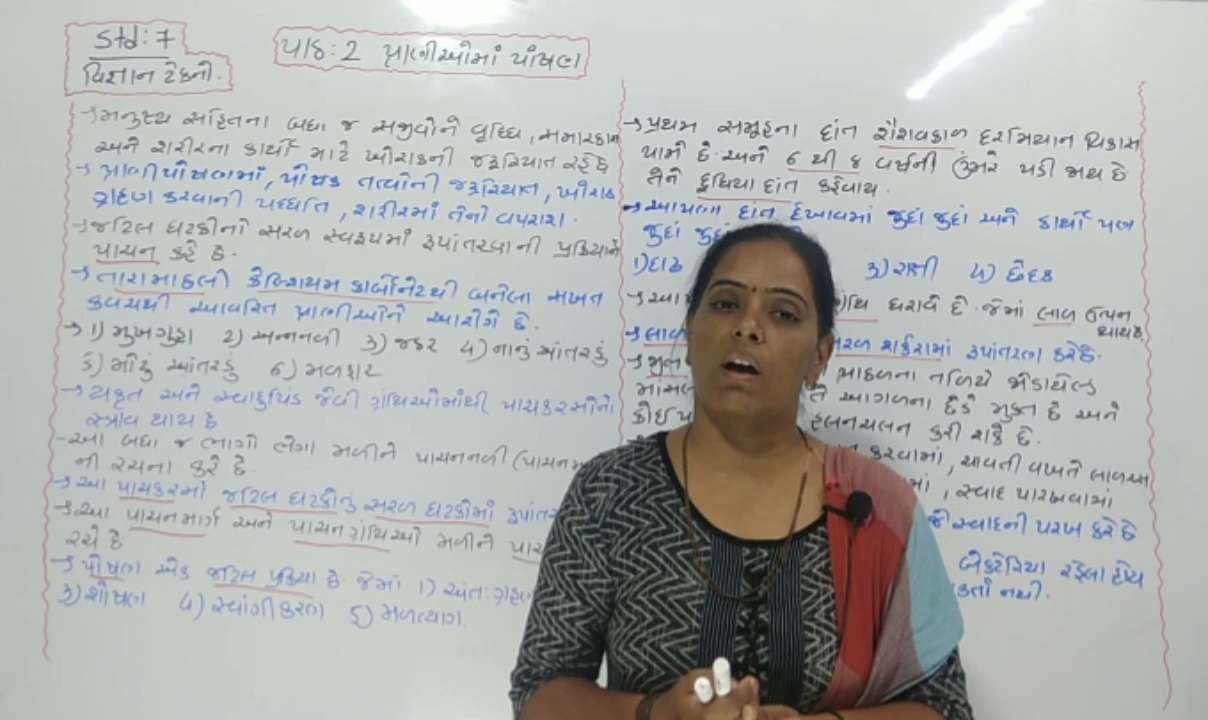 Std: 7
વિજ્ઞાન ટેકનો.
પાઠ: 2 પ્રાણીઓમાં પોષણ
→ મનુષ્ય સહિતના બધા જ સજીવોને વૃધ્ધિ, સમારકામ
અને શરીરના કાર્યો માટે ખોરાકની જરૂરિયાત રહે છે
→ પ્રાણીપોષણમાં, પોષક તત્વોની જરૂરિયાત, ખોરાક
ગ્રહણ કરવાની પધ્ધતિ, શરીરમાં તેનો વપરાશ.
→ જટિલ ઘટકોનો સરળ સ્વરૂપમાં રૂપાંતરણની પ્રક્રિયાને
પાચન કહે છે.
→ તારામાછલી કેલ્શિયમ કાર્બોનેટથી બનેલા સખત
કવચથી આવરિત પ્રાણીઓને આરોગે છે.
→ 1) મુખગુહા 2) અન્નનળી 3) જઠર 4) નાનું આંતરડું
5) મોટું આંતરડું 6) મળદ્વાર
→ યકૃત અને સ્વાદુપિંડ જેવી ગ્રંથિઓમાંથી પાચકરસોનો
સ્ત્રાવ થાય છે
- આ બધા જ ભાગો ભેગા મળીને પાચનનળી (પાચનમ
ની રચના કરે છે.
→ આ પાચકરસો જટિલ ઘટકોનું સરળ ઘટકોમાં રૂપાંતર
→ આ પાચનમાર્ગ અને પાચનગ્રંથિઓ મળીને પાચ
રચે છે
→ પોષણ એક જટિલ પ્રક્રિયા છે. જેમાં 1) અંતઃગ્રહણ
3) શોષણ 4) સ્વાંગીકરણ 5) મળત્યાગ.
→ પ્રથમ સમૂહના દાંત શૈશવકાળ દરમિયાન વિકાસ
પામે છે. અને 6 થી 8 વર્ષની ઉંમરે પડી જાય છે
તેને દૂધિયા દાંત કહેવાય.
→ આપણા દાંત દેખાવમાં જુદાં જુદાં અને કાર્યો પણ
જુદાં જુદાં
1) દાઢ 3) રાક્ષી 4) છેદક
→ આ ગ્રંથિ ધરાવે છે. જેમાં લાળ ઉત્પન્ન
થાય છે.
→ લાળ સરળ શર્કરામાં રૂપાંતરણ કરે છે.
→ જીભ પાછળના તળિયે જોડાયેલ
માંસલ તે આગળના છેડે મુક્ત છે અને
કોઈપ હલનચલન કરી શકે છે.
કરવામાં, ચાવતી વખતે લાળરસ
માં, સ્વાદ પારખવામાં
જે સ્વાદની પરખ કરે છે
બેક્ટેરિયા રહેલા હોય
કર્તા નથી.